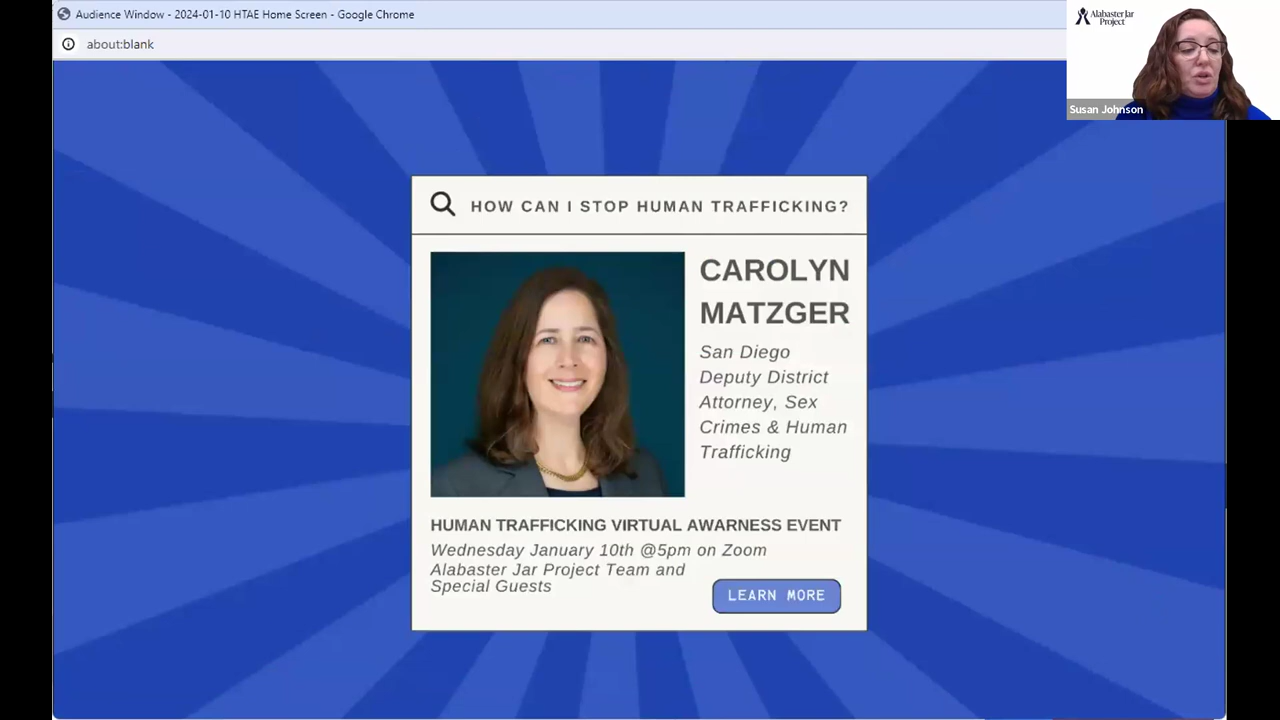 Audience Window - 2024-01-10 HTAE Home Screen - Google Chrome
about:blank
Alabaster Jar
Project
Susan Johnson
HOW CAN I STOP HUMAN TRAFFICKING?
CAROLYN
MATZGER
San Diego
Deputy District
Attorney, Sex
Crimes & Human
Trafficking
HUMAN TRAFFICKING VIRTUAL AWARNESS EVENT
Wednesday January 10th @5pm on Zoom
Alabaster Jar Project Team and
Special Guests
LEARN MORE